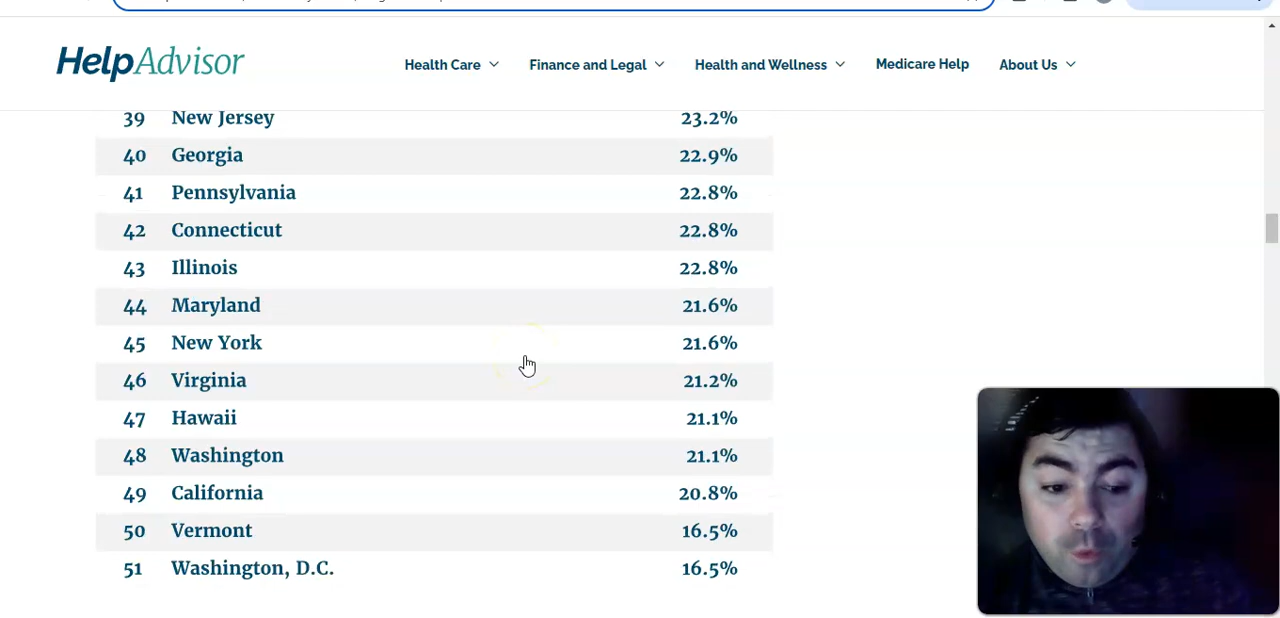 HelpAdvisor
Health Care Finance and Legal Health and Wellness Medicare Help About Us
39 New Jersey 23.2%
40 Georgia 22.9%
41 Pennsylvania 22.8%
42 Connecticut 22.8%
43 Illinois 22.8%
44 Maryland 21.6%
45 New York 21.6%
46 Virginia 21.2%
47 Hawaii 21.1%
48 Washington 21.1%
49 California 20.8%
50 Vermont 16.5%
51 Washington, D.C. 16.5%